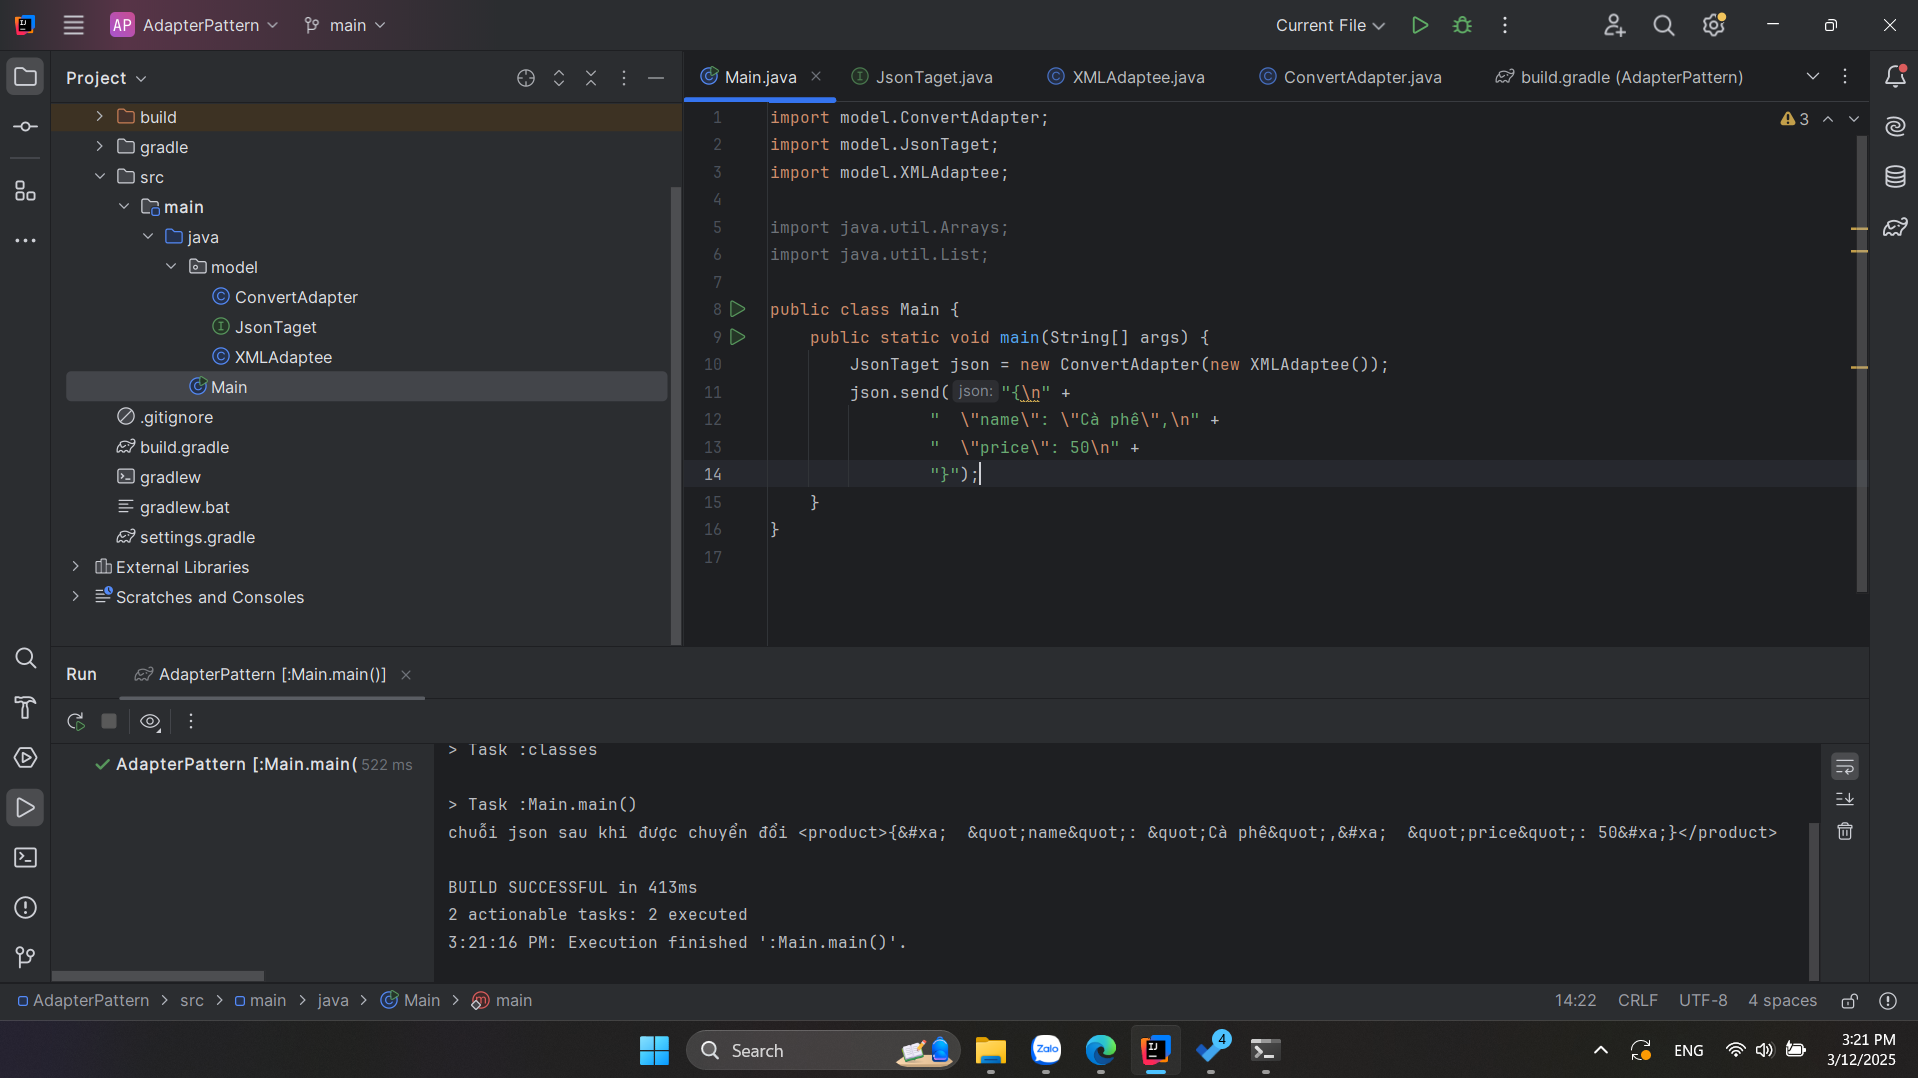 AP AdapterPattern main Current File
Project
build
gradle
src
main
java
model
ConvertAdapter
JsonTaget
XMLAdaptee
Main
.gitignore
build.gradle
gradlew
gradlew.bat
settings.gradle
External Libraries
Scratches and Consoles
Main.java JsonTaget.java XMLAdaptee.java ConvertAdapter.java build.gradle (AdapterPattern)
3
1 import model.ConvertAdapter;
2 import model.JsonTaget;
3 import model.XMLAdaptee;
4
5 import java.util.Arrays;
6 import java.util.List;
7
8 public class Main {
9 public static void main(String[] args) {
10 JsonTaget json = new ConvertAdapter(new XMLAdaptee());
11 json.send( json: "{\n" +
12 "  \"name\": \"Cà phê\",\n" +
13 "  \"price\": 50\n" +
14 "}");
15 }
16 }
17
Run AdapterPattern [:Main.main()]
AdapterPattern [:Main.main( 522 ms
> Task :classes
> Task :Main.main()
chuỗi json sau khi được chuyển đổi <product>{&#xa;  &quot;name&quot;: &quot;Cà phê&quot;,&#xa;  &quot;price&quot;: 50&#xa;}</product>
BUILD SUCCESSFUL in 413ms
2 actionable tasks: 2 executed
3:21:16 PM: Execution finished ':Main.main()'.
AdapterPattern > src > main > java > Main > m main
14:22 CRLF UTF-8 4 spaces
Search
Zalo
IJ
4
ENG
3:21 PM
3/12/2025